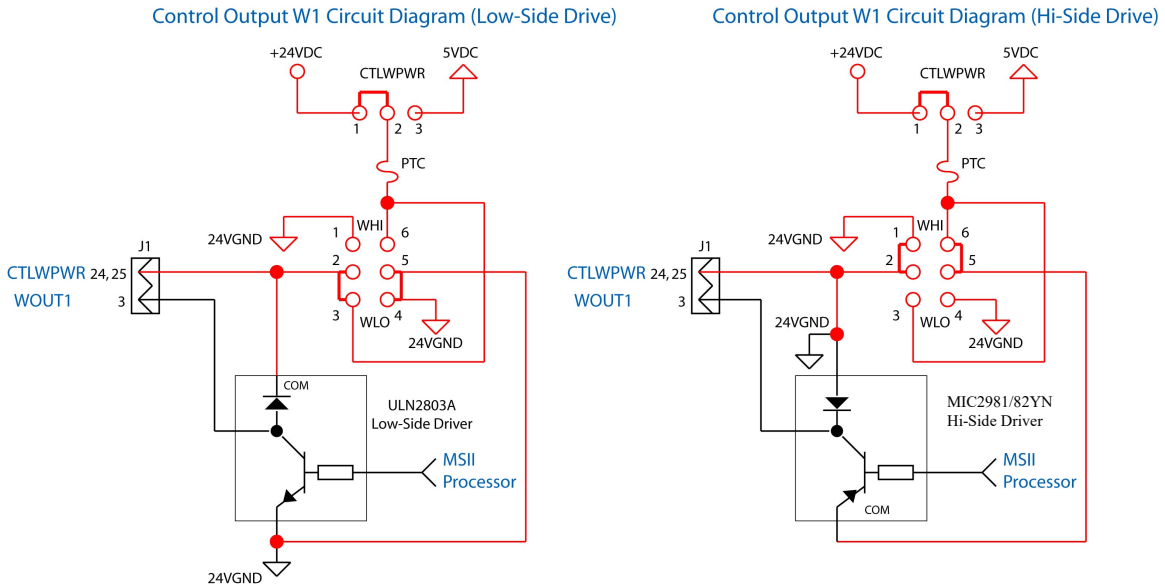 Control Output W1 Circuit Diagram (Low-Side Drive)
+24VDC
5VDC
CTLWPWR
1
2
3
PTC
WHI
1
6
24VGND
J1
2
5
CTLWPWR 24, 25
WOUT1 3
3
4
WLO
24VGND
COM
ULN2803A
Low-Side Driver
MSII
Processor
24VGND
Control Output W1 Circuit Diagram (Hi-Side Drive)
+24VDC
5VDC
CTLWPWR
1
2
3
PTC
WHI
1
6
24VGND
J1
2
5
CTLWPWR 24, 25
WOUT1 3
3
4
WLO
24VGND
24VGND
MIC2981/82YN
Hi-Side Driver
MSII
Processor
COM